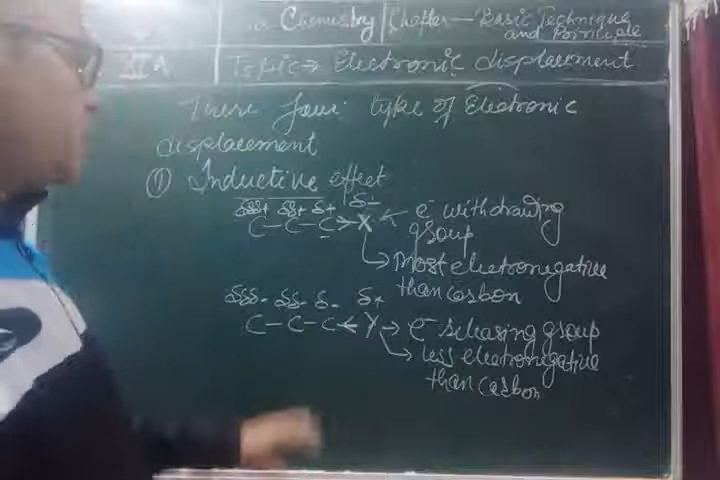 Chemistry | Chapter - Basic Technique
and Principle
XI A
Topic → Electronic displacement
There four type of Electronic
displacement
① Inductive effect
δδδ+ δδ+ δ+ δ-
C - C - C > X ← e⁻ withdrawing
group
↳ Most electronegative
than carbon
δδδ- δδ- δ- δ+
C - C - C < Y → e⁻ releasing group
↳ less electronegative
than carbon